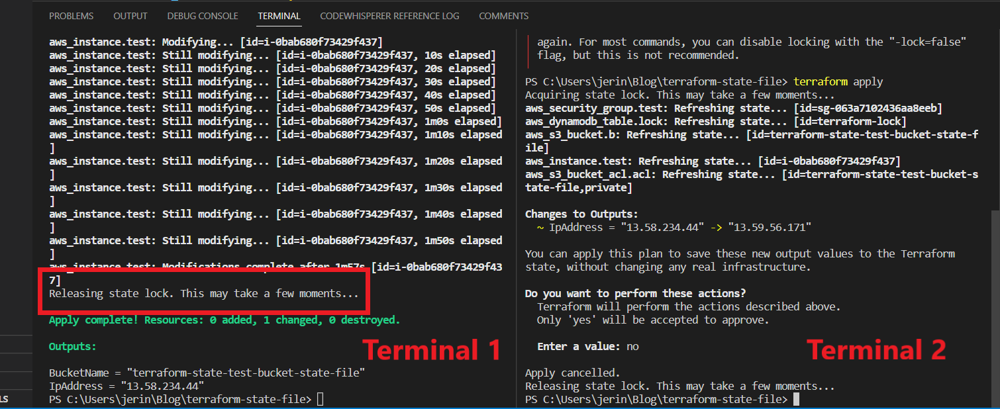 PROBLEMS OUTPUT DEBUG CONSOLE TERMINAL CODEWHISPERER REFERENCE LOG COMMENTS
aws_instance.test: Modifying... [id=i-0bab680f73429f437]
aws_instance.test: Still modifying... [id=i-0bab680f73429f437, 10s elapsed]
aws_instance.test: Still modifying... [id=i-0bab680f73429f437, 20s elapsed]
aws_instance.test: Still modifying... [id=i-0bab680f73429f437, 30s elapsed]
aws_instance.test: Still modifying... [id=i-0bab680f73429f437, 40s elapsed]
aws_instance.test: Still modifying... [id=i-0bab680f73429f437, 50s elapsed]
aws_instance.test: Still modifying... [id=i-0bab680f73429f437, 1m0s elapsed]
aws_instance.test: Still modifying... [id=i-0bab680f73429f437, 1m10s elapsed
]
aws_instance.test: Still modifying... [id=i-0bab680f73429f437, 1m20s elapsed
]
aws_instance.test: Still modifying... [id=i-0bab680f73429f437, 1m30s elapsed
]
aws_instance.test: Still modifying... [id=i-0bab680f73429f437, 1m40s elapsed
]
aws_instance.test: Still modifying... [id=i-0bab680f73429f437, 1m50s elapsed
]
aws_instance.test: Modifications complete after 1m57s [id=i-0bab680f73429f43
7]
Releasing state lock. This may take a few moments...
Apply complete! Resources: 0 added, 1 changed, 0 destroyed.
Outputs:
Terminal 1
BucketName = "terraform-state-test-bucket-state-file"
IpAddress = "13.58.234.44"
PS C:\Users\jerin\Blog\terraform-state-file>
again. For most commands, you can disable locking with the "-lock=false"
flag, but this is not recommended.
PS C:\Users\jerin\Blog\terraform-state-file> terraform apply
Acquiring state lock. This may take a few moments...
aws_security_group.test: Refreshing state... [id=sg-063a7102436aa8eeb]
aws_dynamodb_table.lock: Refreshing state... [id=terraform-lock]
aws_s3_bucket.b: Refreshing state... [id=terraform-state-test-bucket-state-f
ile]
aws_instance.test: Refreshing state... [id=i-0bab680f73429f437]
aws_s3_bucket_acl.acl: Refreshing state... [id=terraform-state-test-bucket-s
tate-file,private]
Changes to Outputs:
~ IpAddress = "13.58.234.44" -> "13.59.56.171"
You can apply this plan to save these new output values to the Terraform
state, without changing any real infrastructure.
Do you want to perform these actions?
Terraform will perform the actions described above.
Only 'yes' will be accepted to approve.
Enter a value: no
Terminal 2
Apply cancelled.
Releasing state lock. This may take a few moments...
PS C:\Users\jerin\Blog\terraform-state-file>
LS